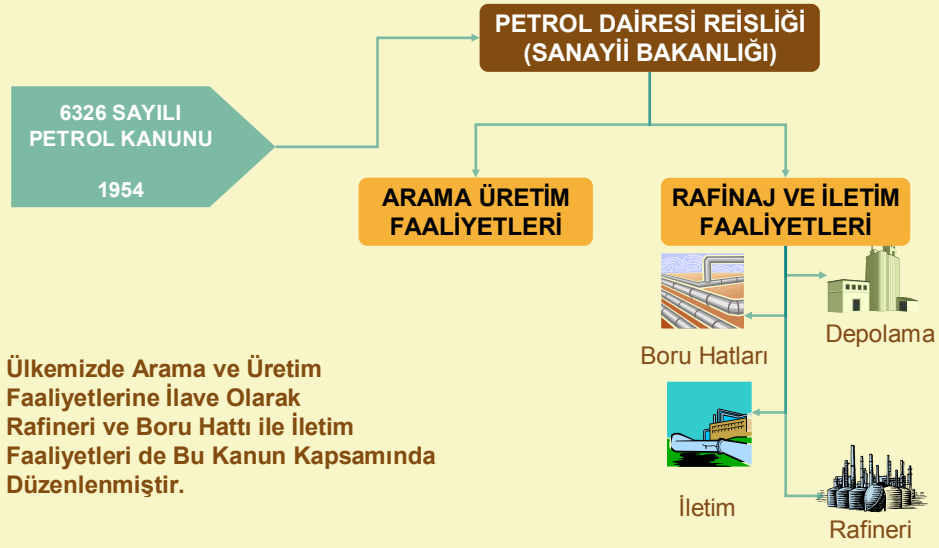 PETROL DAİRESİ REİSLİĞİ
(SANAYİİ BAKANLIĞI)
6326 SAYILI
PETROL KANUNU
1954
ARAMA ÜRETİM
FAALİYETLERİ
RAFİNAJ VE İLETİM
FAALİYETLERİ
Depolama
Boru Hatları
Ülkemizde Arama ve Üretim
Faaliyetlerine İlave Olarak
Rafineri ve Boru Hattı ile İletim
Faaliyetleri de Bu Kanun Kapsamında
Düzenlenmiştir.
İletim
Rafineri